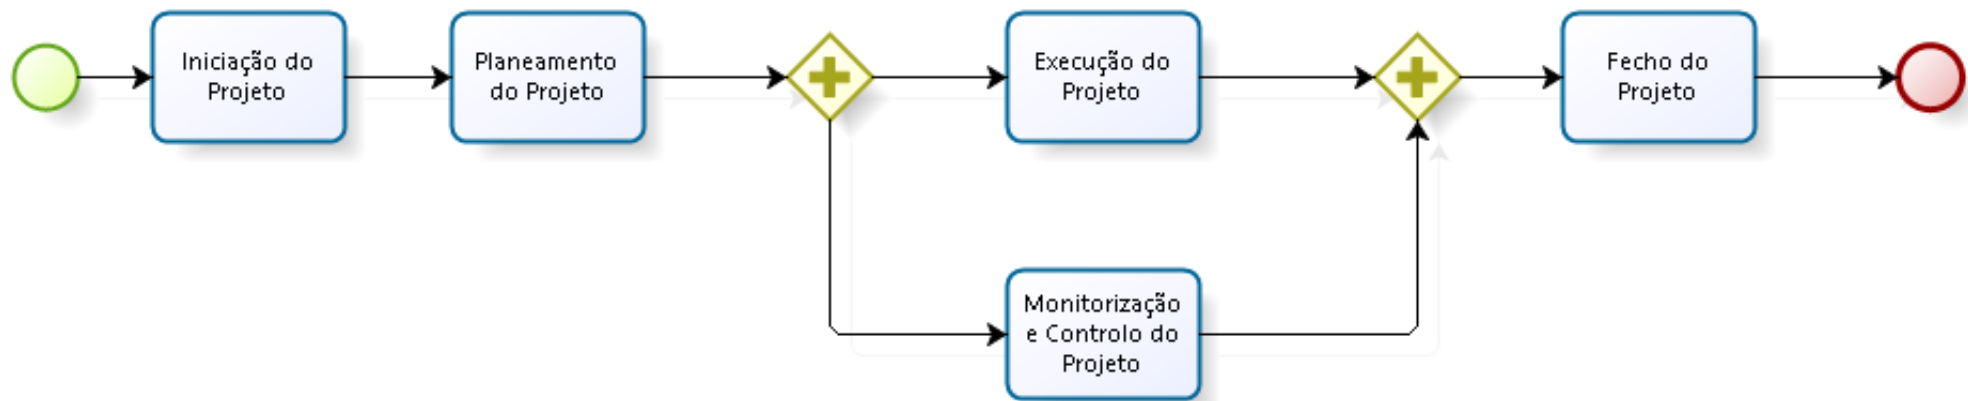 Iniciação do
Projeto
Planeamento
do Projeto
Execução do
Projeto
Fecho do
Projeto
Monitorização
e Controlo do
Projeto